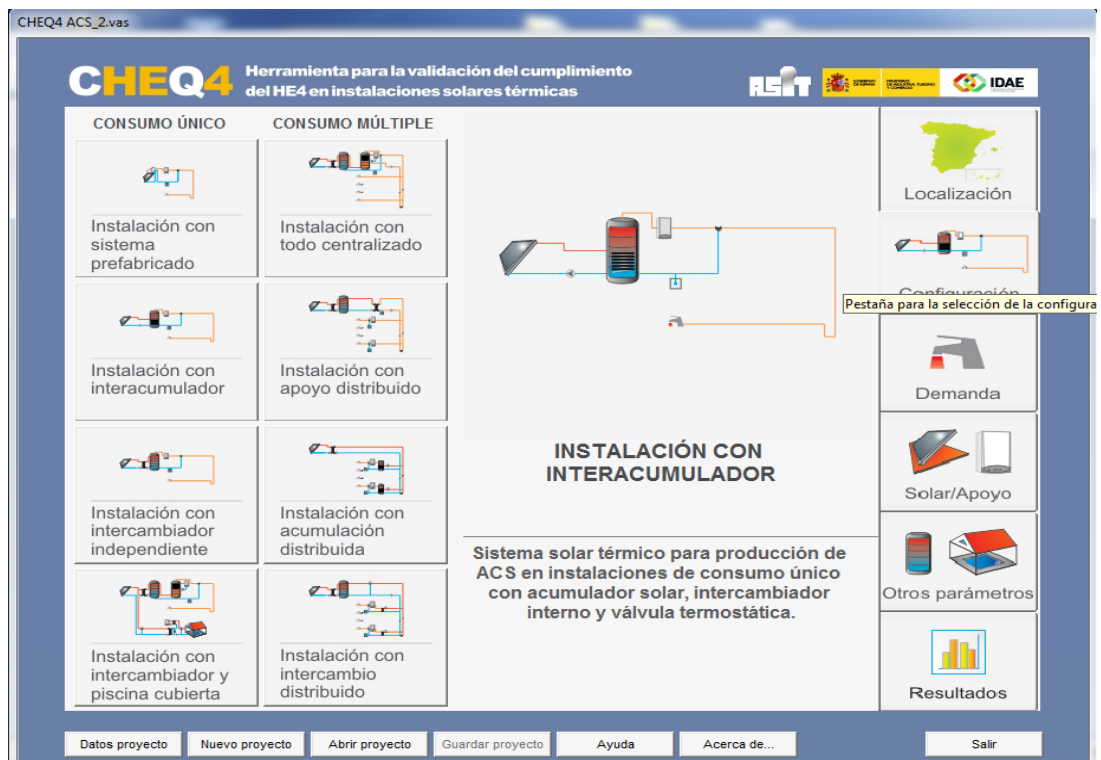 CHEQ4 ACS_2.vas
CHEQ4
Herramienta para la validación del cumplimiento
del HE4 en instalaciones solares térmicas
IDAE
CONSUMO ÚNICO
CONSUMO MÚLTIPLE
Instalación con
sistema
prefabricado
Instalación con
todo centralizado
Instalación con
interacumulador
Instalación con
apoyo distribuido
Instalación con
intercambiador
independiente
Instalación con
acumulación
distribuida
Instalación con
intercambiador y
piscina cubierta
Instalación con
intercambio
distribuido
INSTALACIÓN CON
INTERACUMULADOR
Sistema solar térmico para producción de
ACS en instalaciones de consumo único
con acumulador solar, intercambiador
interno y válvula termostática.
Localización
Configuración
Pestaña para la selección de la configura
Demanda
Solar/Apoyo
Otros parámetros
Resultados
Datos proyecto
Nuevo proyecto
Abrir proyecto
Guardar proyecto
Ayuda
Acerca de...
Salir